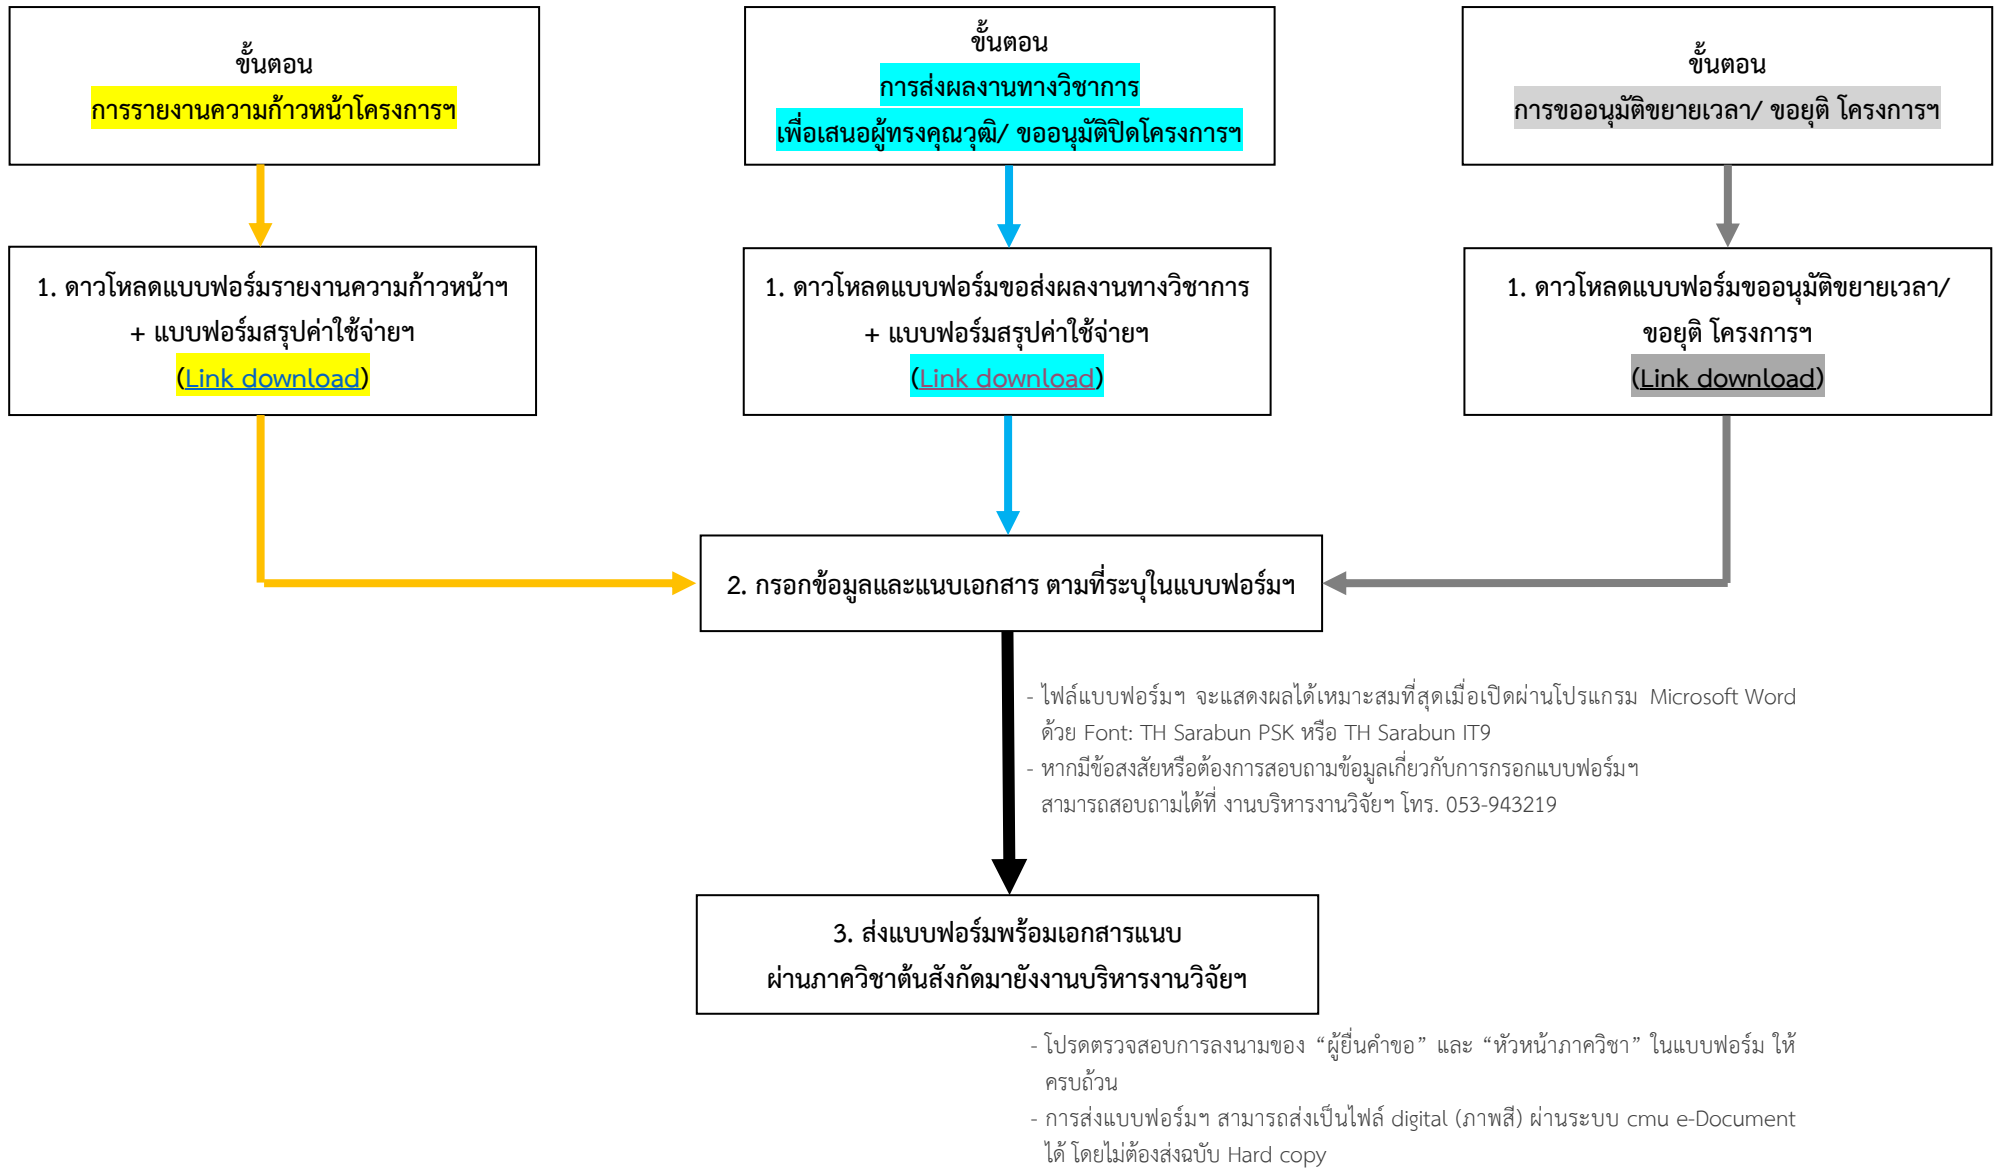 ขั้นตอน
การรายงานความก้าวหน้าโครงการฯ
ขั้นตอน
การส่งผลงานทางวิชาการ
เพื่อเสนอผู้ทรงคุณวุฒิ/ ขออนุมัติปิดโครงการฯ
ขั้นตอน
การขออนุมัติขยายเวลา/ ขอยุติ โครงการฯ
1. ดาวโหลดแบบฟอร์มรายงานความก้าวหน้าฯ
+ แบบฟอร์มสรุปค่าใช้จ่ายฯ
(Link download)
1. ดาวโหลดแบบฟอร์มขอส่งผลงานทางวิชาการ
+ แบบฟอร์มสรุปค่าใช้จ่ายฯ
(Link download)
1. ดาวโหลดแบบฟอร์มขออนุมัติขยายเวลา/
ขอยุติ โครงการฯ
(Link download)
2. กรอกข้อมูลและแนบเอกสาร ตามที่ระบุในแบบฟอร์มฯ
- ไฟล์แบบฟอร์มฯ จะแสดงผลได้เหมาะสมที่สุดเมื่อเปิดผ่านโปรแกรม Microsoft Word
ด้วย Font: TH Sarabun PSK หรือ TH Sarabun IT9
- หากมีข้อสงสัยหรือต้องการสอบถามข้อมูลเกี่ยวกับการกรอกแบบฟอร์มฯ
สามารถสอบถามได้ที่ งานบริหารงานวิจัยฯ โทร. 053-943219
3. ส่งแบบฟอร์มพร้อมเอกสารแนบ
ผ่านภาควิชาต้นสังกัดมายังงานบริหารงานวิจัยฯ
- โปรดตรวจสอบการลงนามของ “ผู้ยื่นคำขอ” และ “หัวหน้าภาควิชา” ในแบบฟอร์ม ให้
ครบถ้วน
- การส่งแบบฟอร์มฯ สามารถส่งเป็นไฟล์ digital (ภาพสี) ผ่านระบบ cmu e-Document
ได้ โดยไม่ต้องส่งฉบับ Hard copy